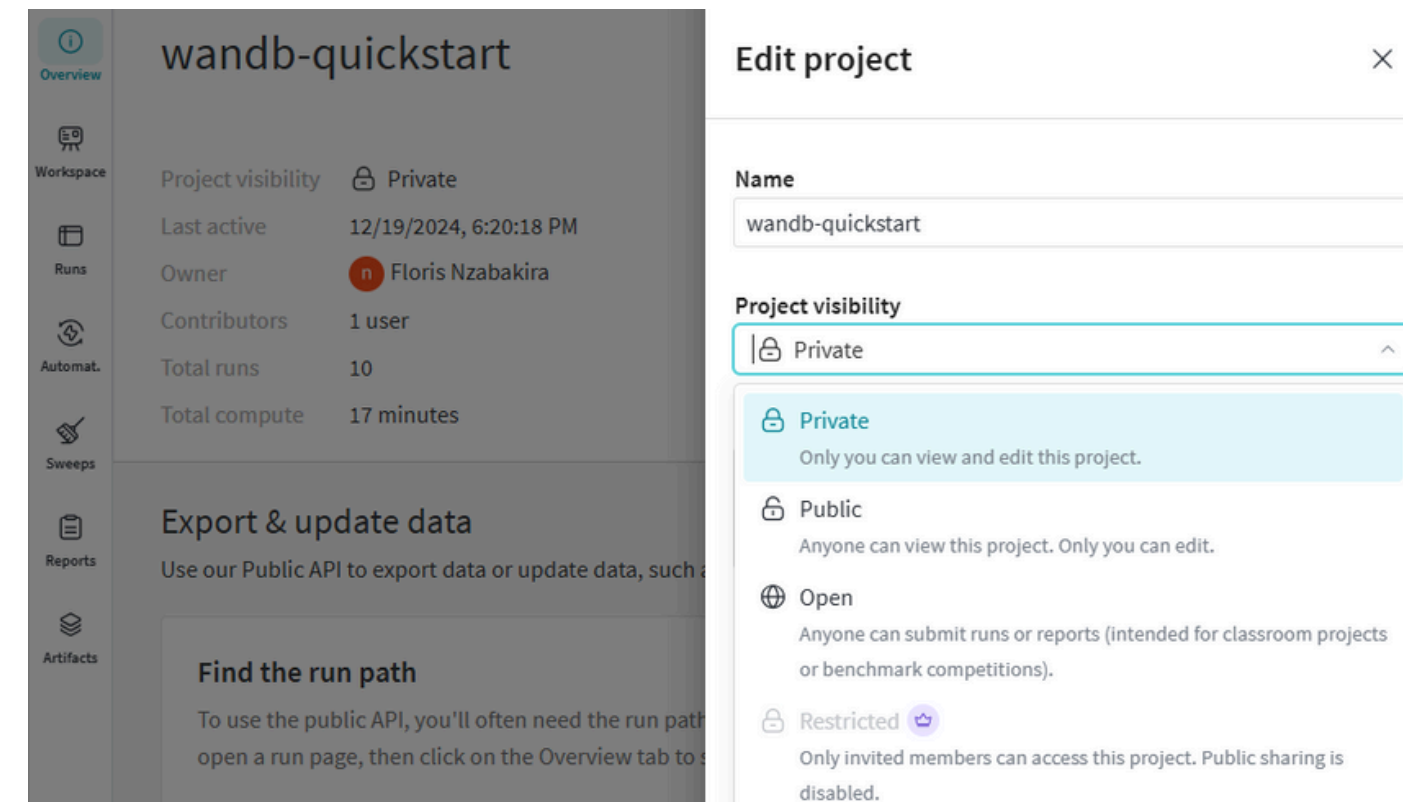 Overview
Workspace
Runs
Automat.
Sweeps
Reports
Artifacts
wandb-quickstart
Project visibility Private
Last active 12/19/2024, 6:20:18 PM
Owner n Floris Nzabakira
Contributors 1 user
Total runs 10
Total compute 17 minutes
Export & update data
Use our Public API to export data or update data, such
Find the run path
To use the public API, you'll often need the run path
open a run page, then click on the Overview tab to
Edit project
Name
wandb-quickstart
Project visibility
Private
Private
Only you can view and edit this project.
Public
Anyone can view this project. Only you can edit.
Open
Anyone can submit runs or reports (intended for classroom projects
or benchmark competitions).
Restricted
Only invited members can access this project. Public sharing is
disabled.